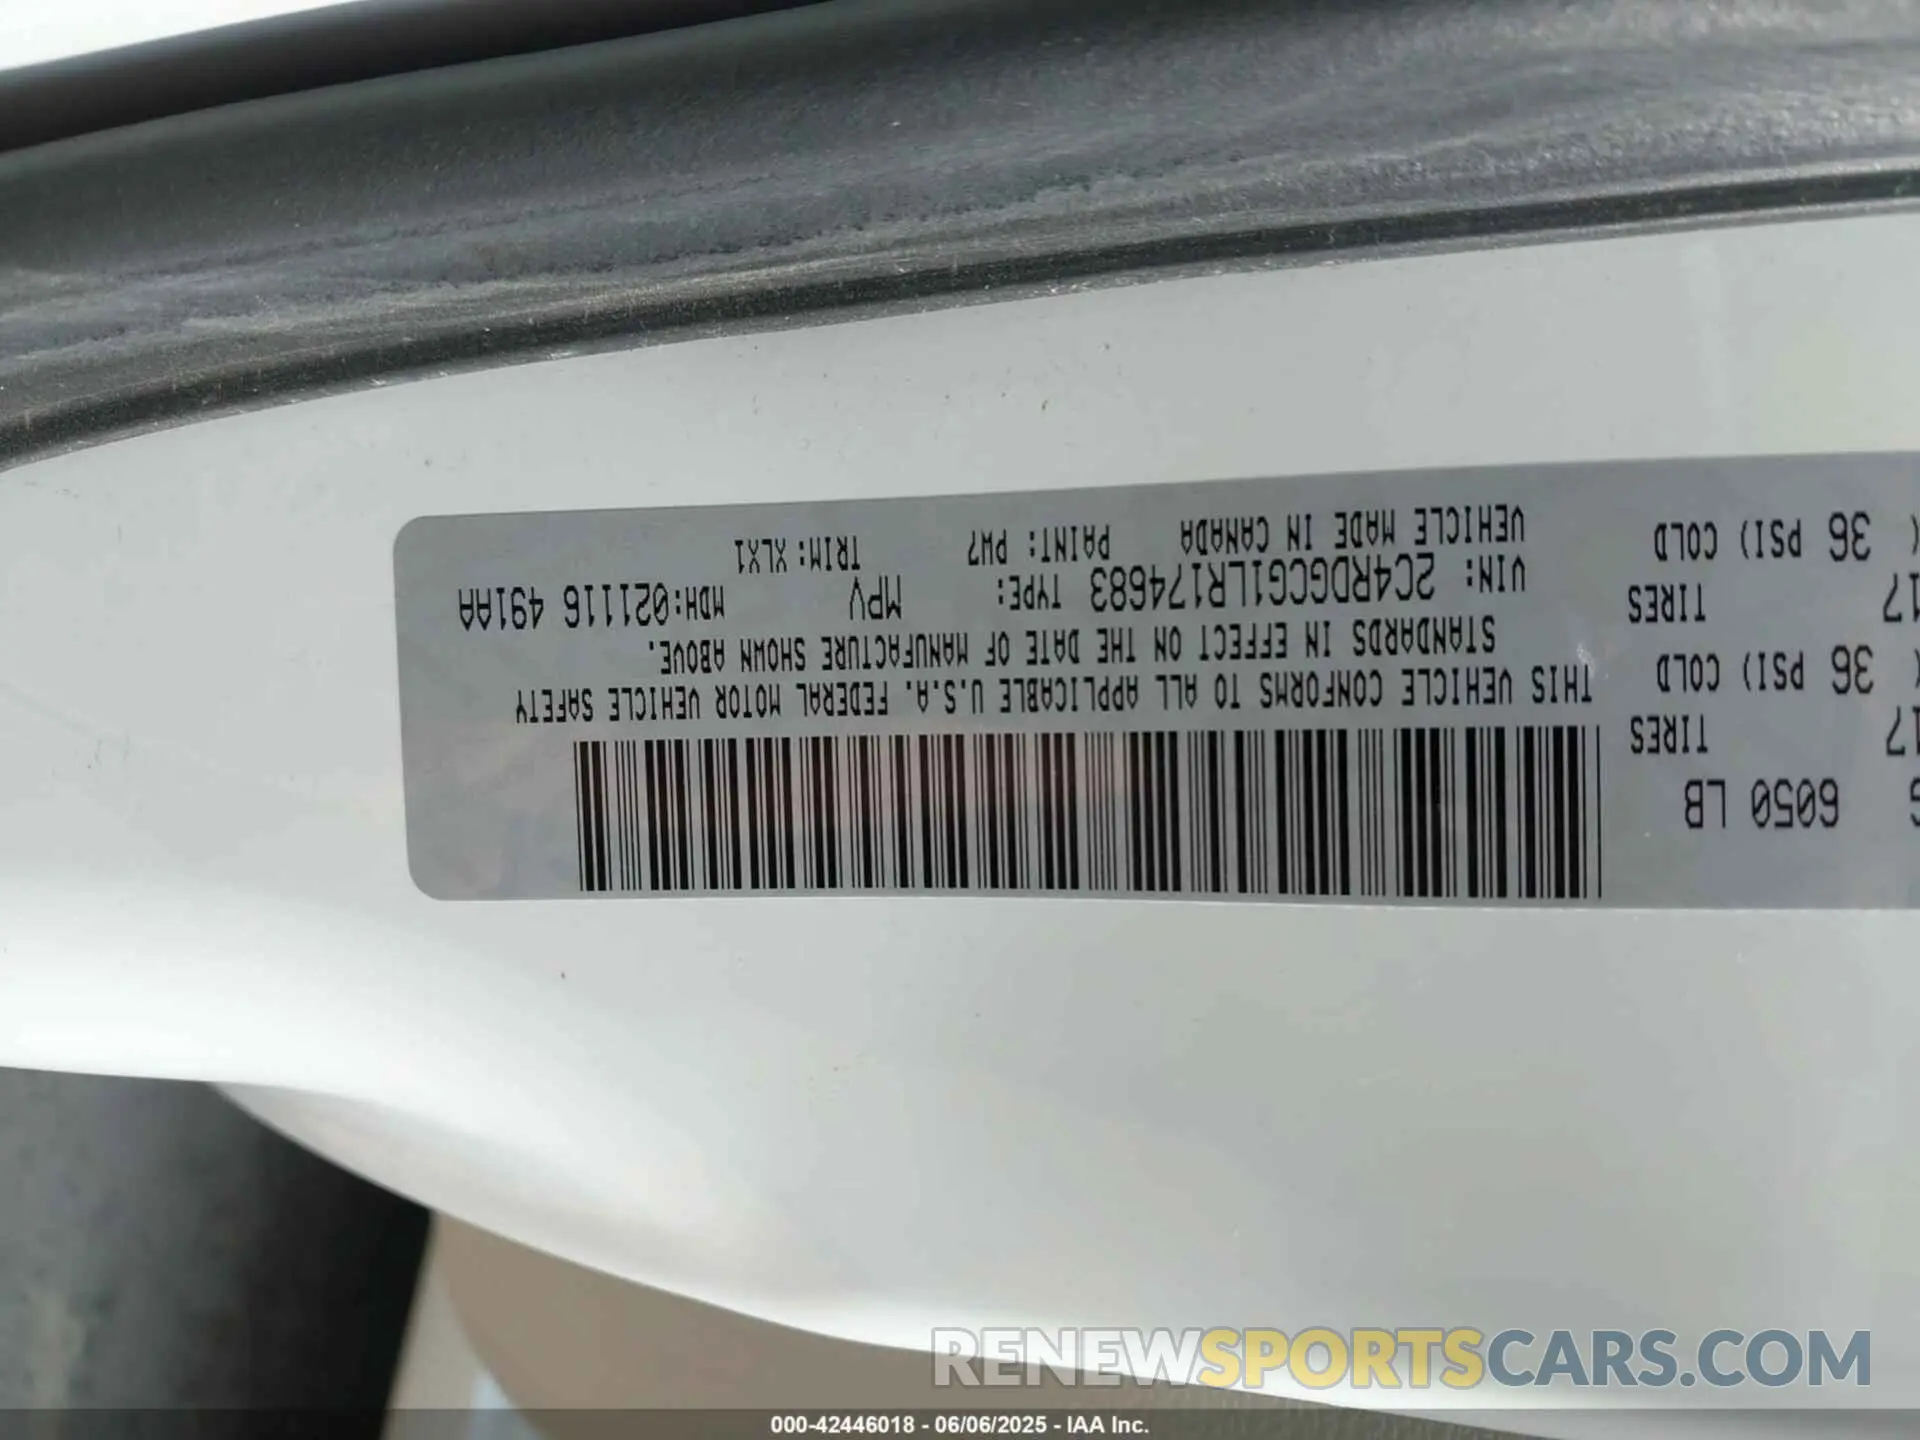 6050 LB
17 TIRES
( 36 PSI) COLD
17 TIRES
( 36 PSI) COLD
THIS VEHICLE CONFORMS TO ALL APPLICABLE U.S.A. FEDERAL MOTOR VEHICLE SAFETY
STANDARDS IN EFFECT ON THE DATE OF MANUFACTURE SHOWN ABOVE.
VIN: 2C4RDGCG1LR174683 TYPE: MPV MDH:021116 491AA
VEHICLE MADE IN CANADA PAINT: PW7 TRIM: XLX1
RENEWSPORTSCARS.COM
000-42446018 - 06/06/2025 - IAA Inc.